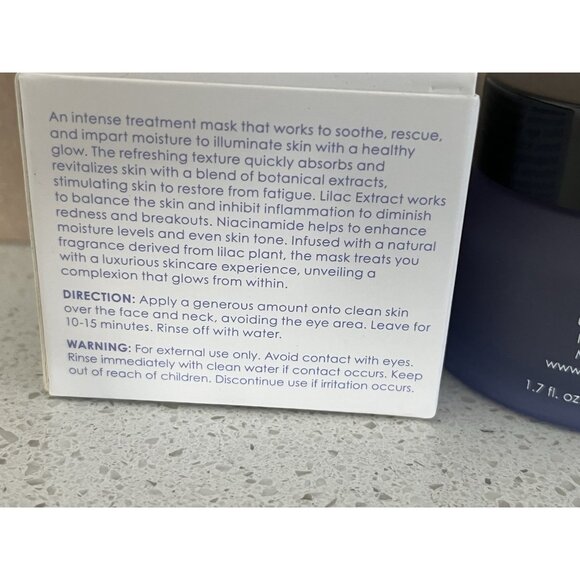 An intense treatment mask that works to soothe, rescue,
and impart moisture to illuminate skin with a healthy
glow. The refreshing texture quickly absorbs and
revitalizes skin with a blend of botanical extracts,
stimulating skin to restore from fatigue. Lilac Extract works
to balance the skin and inhibit inflammation to diminish
redness and breakouts. Niacinamide helps to enhance
moisture levels and even skin tone. Infused with a natural
fragrance derived from lilac plant, the mask treats you
with a luxurious skincare experience, unveiling a
complexion that glows from within.
DIRECTION: Apply a generous amount onto clean skin
over the face and neck, avoiding the eye area. Leave for
10-15 minutes. Rinse off with water.
WARNING: For external use only. Avoid contact with eyes.
Rinse immediately with clean water if contact occurs. Keep
out of reach of children. Discontinue use if irritation occurs.
www.
1.7 fl. oz